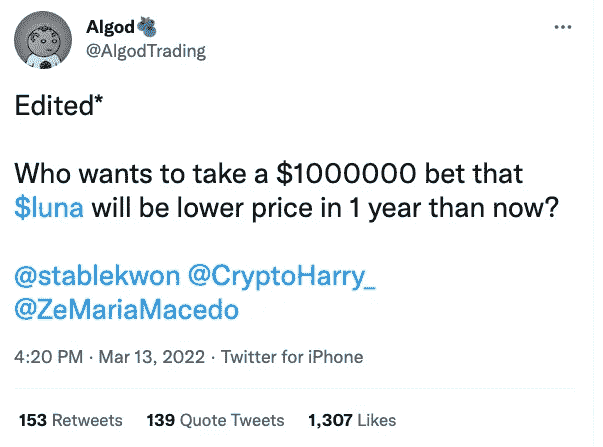 Algod
@AlgodTrading
Edited*
Who wants to take a $1000000 bet that
$luna will be lower price in 1 year than now?
@stablekwon @CryptoHarry_
@ZeMariaMacedo
4:20 PM · Mar 13, 2022 · Twitter for iPhone
153 Retweets 139 Quote Tweets 1,307 Likes